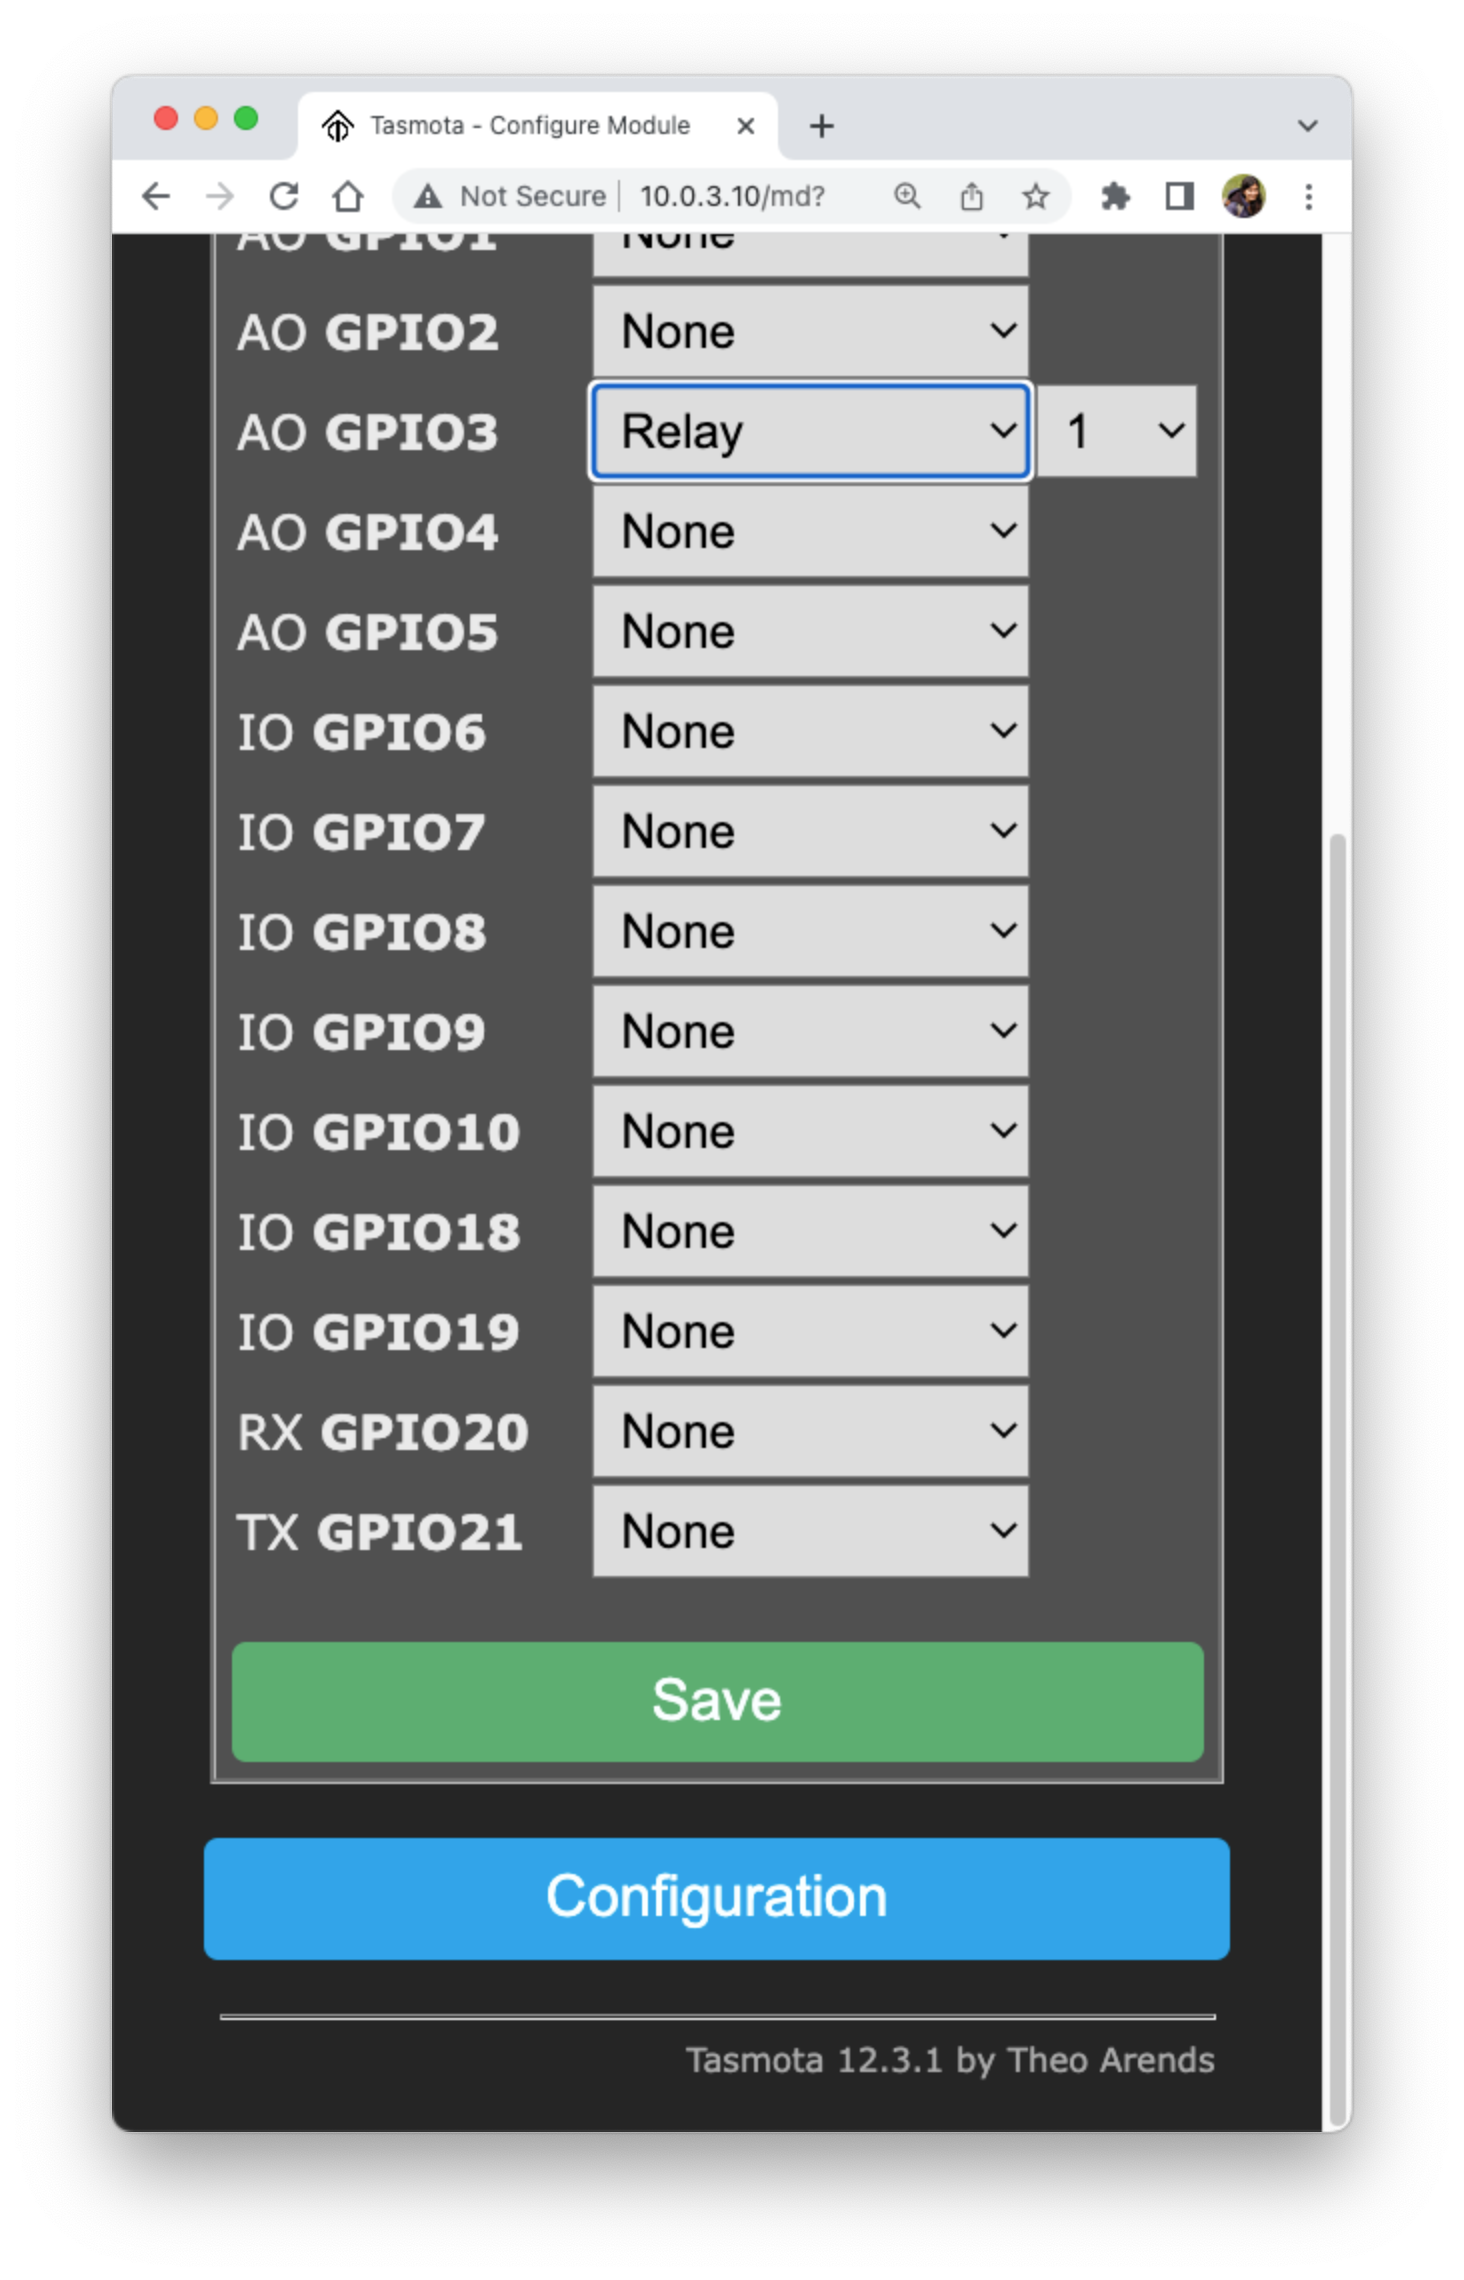 Tasmota - Configure Module
Not Secure 10.0.3.10/md?
AO GPIO1 None
AO GPIO2 None
AO GPIO3 Relay 1
AO GPIO4 None
AO GPIO5 None
IO GPIO6 None
IO GPIO7 None
IO GPIO8 None
IO GPIO9 None
IO GPIO10 None
IO GPIO18 None
IO GPIO19 None
RX GPIO20 None
TX GPIO21 None
Save
Configuration
Tasmota 12.3.1 by Theo Arends